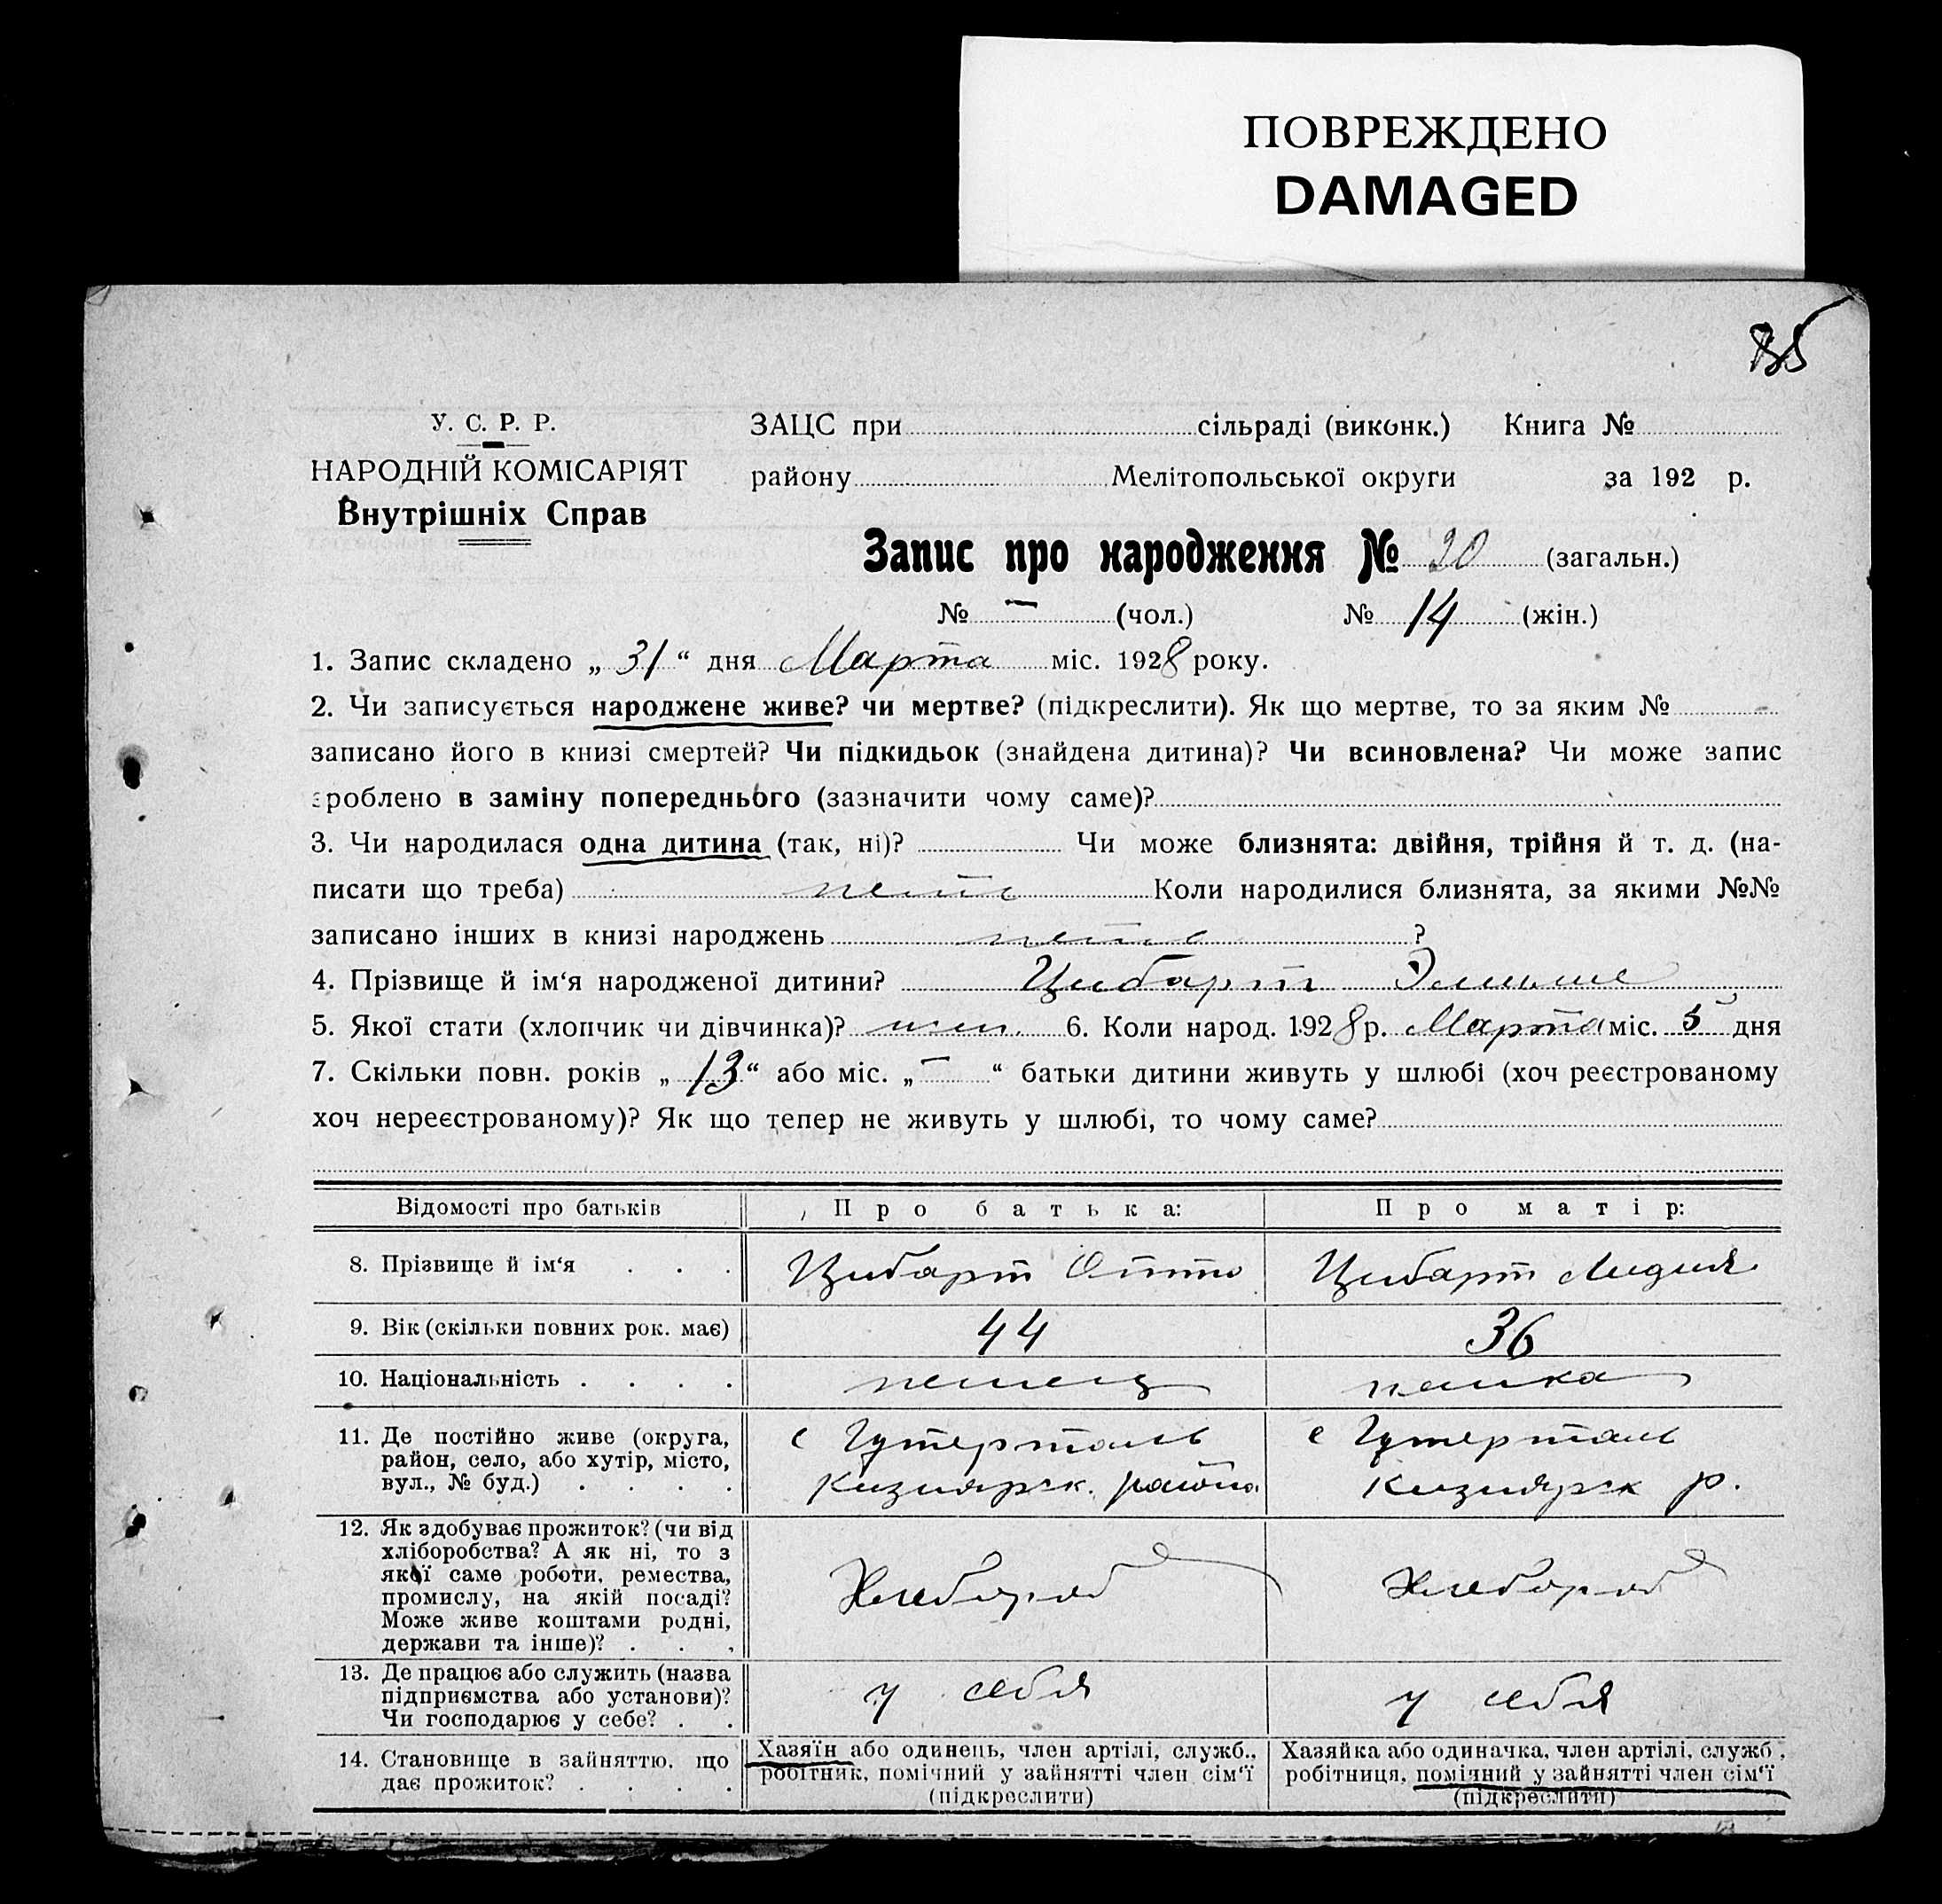 ПОВРЕЖДЕНО
DAMAGED
У. С. Р. Р.
НАРОДНІЙ КОМІСАРІЯТ
Внутрішніх Справ
ЗАЦС при сільраді (виконк.) Книга №
району Мелітопольської округи за 192 р.
Запис про народження № 20 (загальн.)
№ — (чол.) № 14 (жін.)
1. Запис складено „ 31 “ дня Марта міс. 1928 року.
2. Чи записується народжене живе? чи мертве? (підкреслити). Як що мертве, то за яким №
записано його в книзі смертей? Чи підкидьок (знайдена дитина)? Чи всиновлена? Чи може запис
зроблено в заміну попереднього (зазначити чому саме)?
3. Чи народилася одна дитина (так, ні)? Чи може близнята: двійня, трійня й т. д. (на-
писати що треба) нет Коли народилися близнята, за якими №№
записано інших в книзі народжень нет ?
4. Прізвище й ім‘я народженої дитини? Цибарт
5. Якої стати (хлопчик чи дівчинка)? жен. 6. Коли народ. 1928 р. Марта міс. 5 дня
7. Скільки повн. років „ 13 “ або міс. „ — “ батьки дитини живуть у шлюбі (хоч реєстрованому
хоч нереєстрованому)? Як що тепер не живуть у шлюбі, то чому саме?
Відомості про батьків
Про батька:
Про матір:
8. Прізвище й ім‘я . . .
Цибарт Отто
Цибарт Лидия
9. Вік (скільки повних рок. має)
44
36
10. Національність . . . .
немец
немка
11. Де постійно живе (округа,
район, село, або хутір, місто,
вул., № буд.) . . . .
с Гутерталь
Кизиярск. района
с Гутерталь
Кизиярск р.
12. Як здобуває прожиток? (чи від
хліборобства? А як ні, то з
якої саме роботи, ремества,
промислу, на якій посаді?
Може живе коштами родні,
держави та інше)? . . .
Хлебороб
Хлебороб
13. Де працює або служить (назва
підприємства або установи)?
Чи господарює у себе? . .
у себя
у себя
14. Становище в зайняттю, що
дає прожиток? . . . .
Хазяїн або одинець, член артілі, служб.,
робітник, помічний у зайнятті член сім‘ї
(підкреслити)
Хазяйка або одиначка, член артілі, служб.,
робітниця, помічний у зайнятті член сім‘ї
(підкреслити)